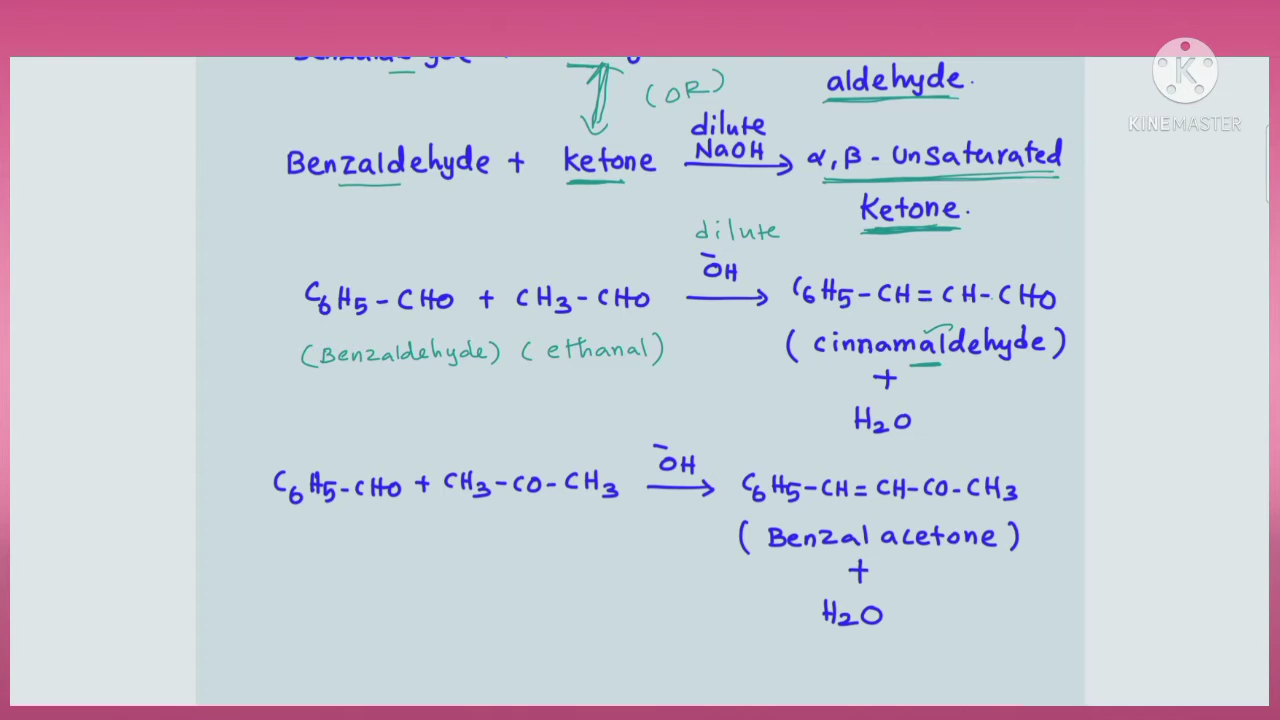 aldehyde.
(OR)
K
KINEMASTER
dilute
Benzaldehyde + ketone NaOH → α,β - Unsaturated
Ketone.
dilute
⁻OH
C₆H₅-CHO + CH₃-CHO → C₆H₅-CH=CH-CHO
(Benzaldehyde) (ethanal) (cinnamaldehyde)
+
H₂O
⁻OH
C₆H₅-CHO + CH₃-CO-CH₃ → C₆H₅-CH=CH-CO-CH₃
(Benzal acetone)
+
H₂O